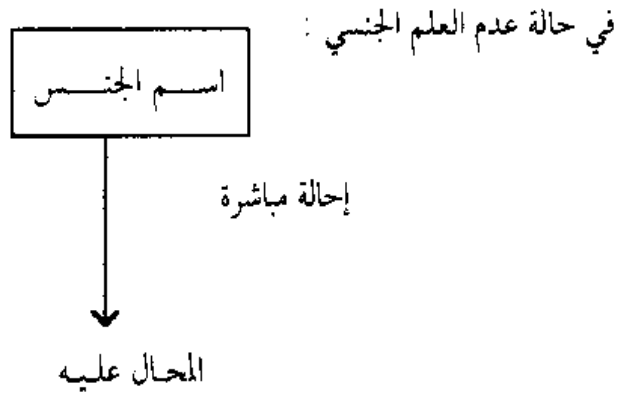 في حالة عدم العلم الجنسي :
اسم الجنس
إحالة مباشرة
المحال عليه